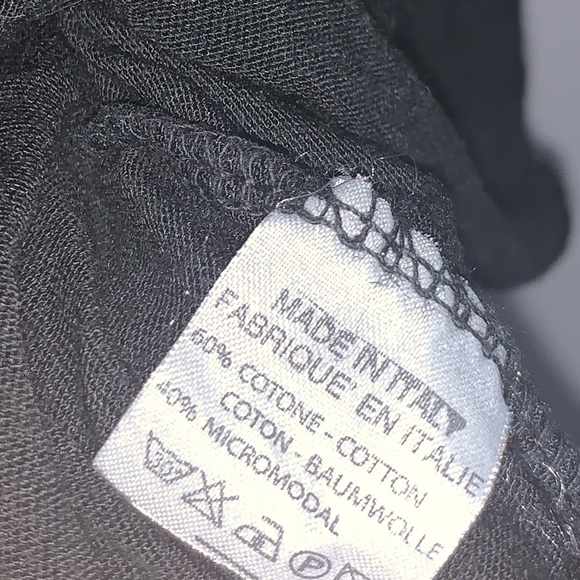 MADE IN ITALY
FABRIQUE' EN ITALIE
60% COTONE - COTTON
COTON - BAUMWOLLE
40% MICROMODAL
P